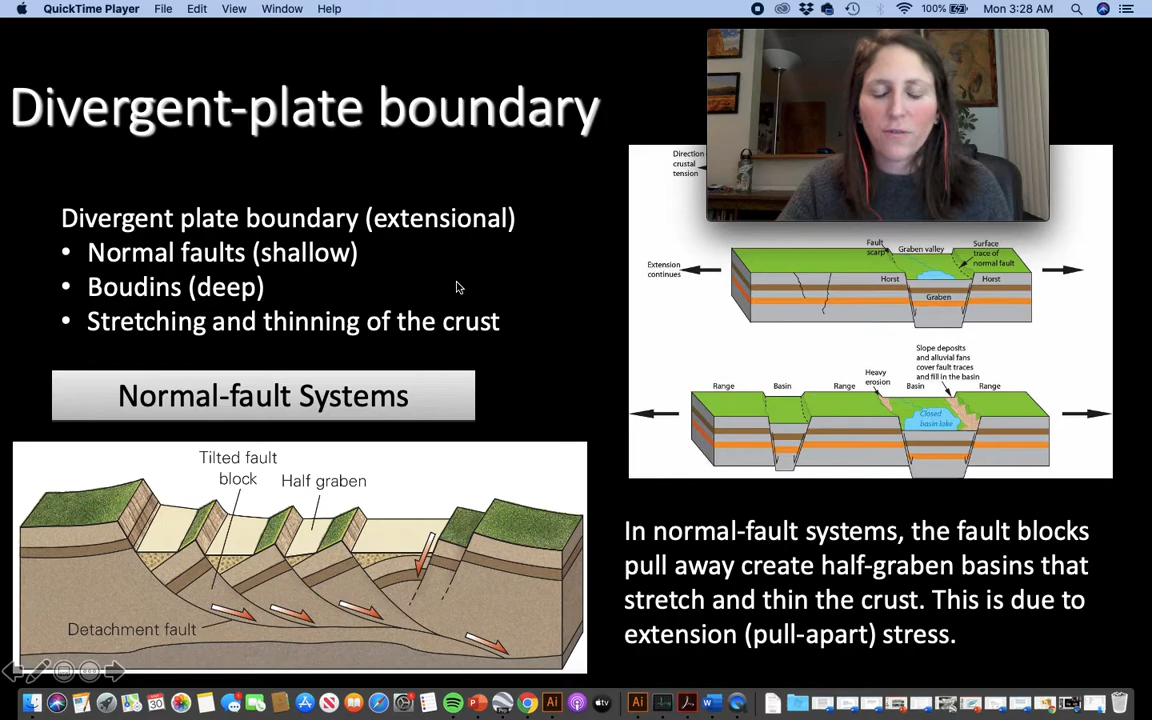 QuickTime Player File Edit View Window Help 100% Mon 3:28 AM
Divergent-plate boundary
Divergent plate boundary (extensional)
• Normal faults (shallow)
• Boudins (deep)
• Stretching and thinning of the crust
Normal-fault Systems
Tilted fault
block
Half graben
Detachment fault
Direction
crustal
tension
Extension
continues
Fault
scarp
Graben valley
Surface
trace of
normal fault
Horst
Horst
Graben
Slope deposits
and alluvial fans
cover fault traces
and fill in the basin
Heavy
erosion
Range
Basin
Range
Basin
Range
Closed
basin lake
In normal-fault systems, the fault blocks
pull away create half-graben basins that
stretch and thin the crust. This is due to
extension (pull-apart) stress.